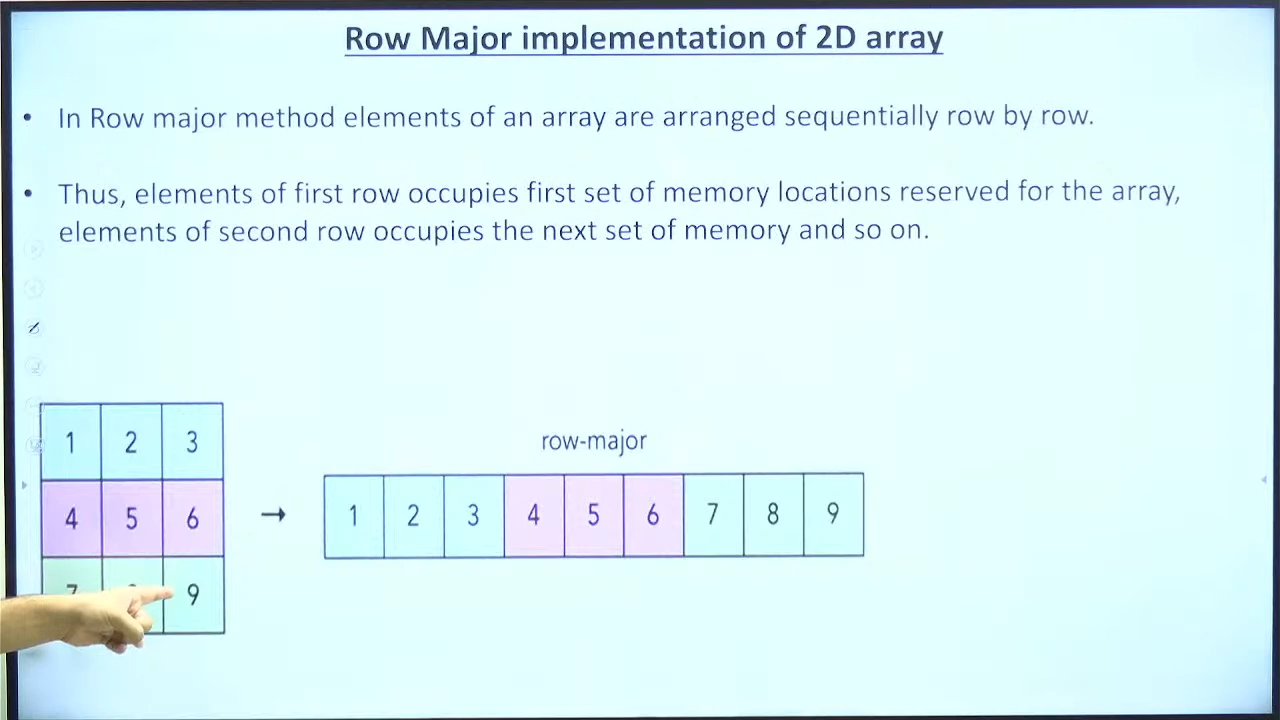 Row Major implementation of 2D array
• In Row major method elements of an array are arranged sequentially row by row.
• Thus, elements of first row occupies first set of memory locations reserved for the array,
elements of second row occupies the next set of memory and so on.
1 2 3
row-major
4 5 6 → 1 2 3 4 5 6 7 8 9
9